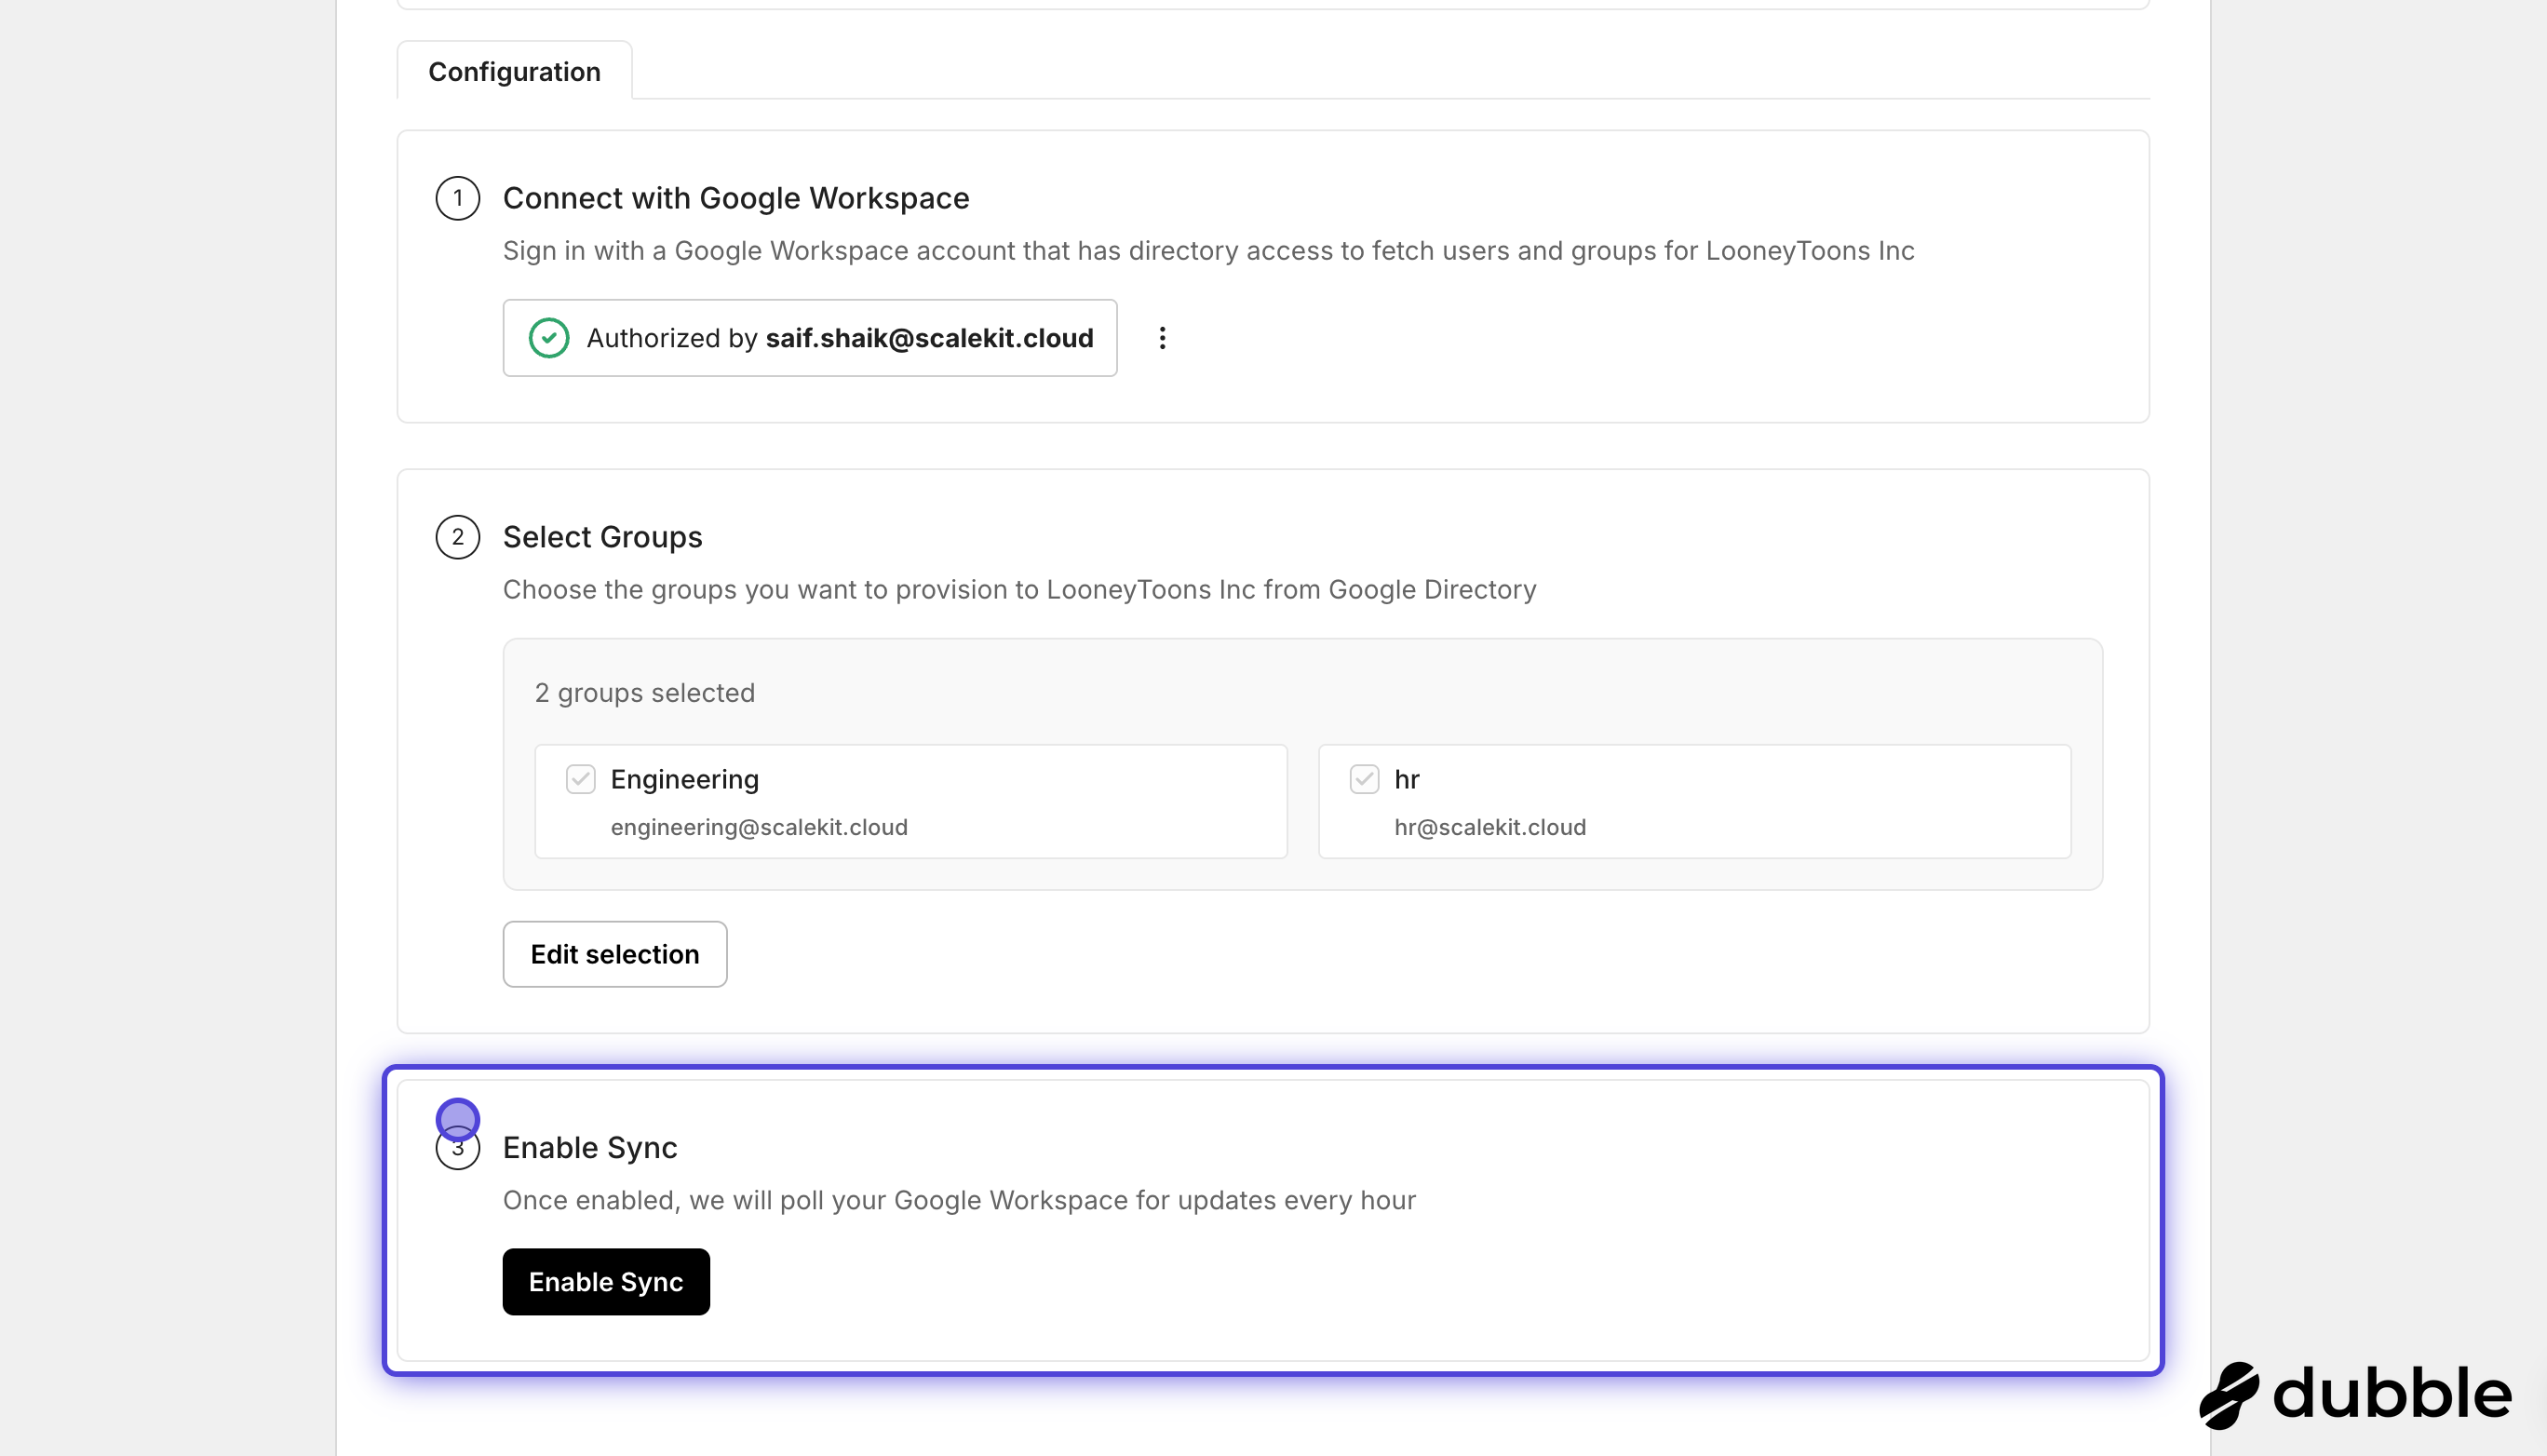 Configuration
1 Connect with Google Workspace
Sign in with a Google Workspace account that has directory access to fetch users and groups for LooneyToons Inc
Authorized by saif.shaik@scalekit.cloud
2 Select Groups
Choose the groups you want to provision to LooneyToons Inc from Google Directory
2 groups selected
Engineering
engineering@scalekit.cloud
hr
hr@scalekit.cloud
Edit selection
3 Enable Sync
Once enabled, we will poll your Google Workspace for updates every hour
Enable Sync
dubble